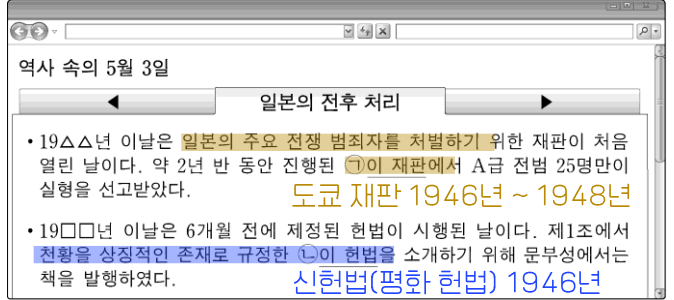 역사 속의 5월 3일
◀ 일본의 전후 처리 ▶
• 19△△년 이날은 일본의 주요 전쟁 범죄자를 처벌하기 위한 재판이 처음
열린 날이다. 약 2년 반 동안 진행된 ㉠이 재판에서 A급 전범 25명만이
실형을 선고받았다.
도쿄 재판 1946년 ~ 1948년
• 19□□년 이날은 6개월 전에 제정된 헌법이 시행된 날이다. 제1조에서
천황을 상징적인 존재로 규정한 ㉡이 헌법을 소개하기 위해 문부성에서는
책을 발행하였다.
신헌법(평화 헌법) 1946년